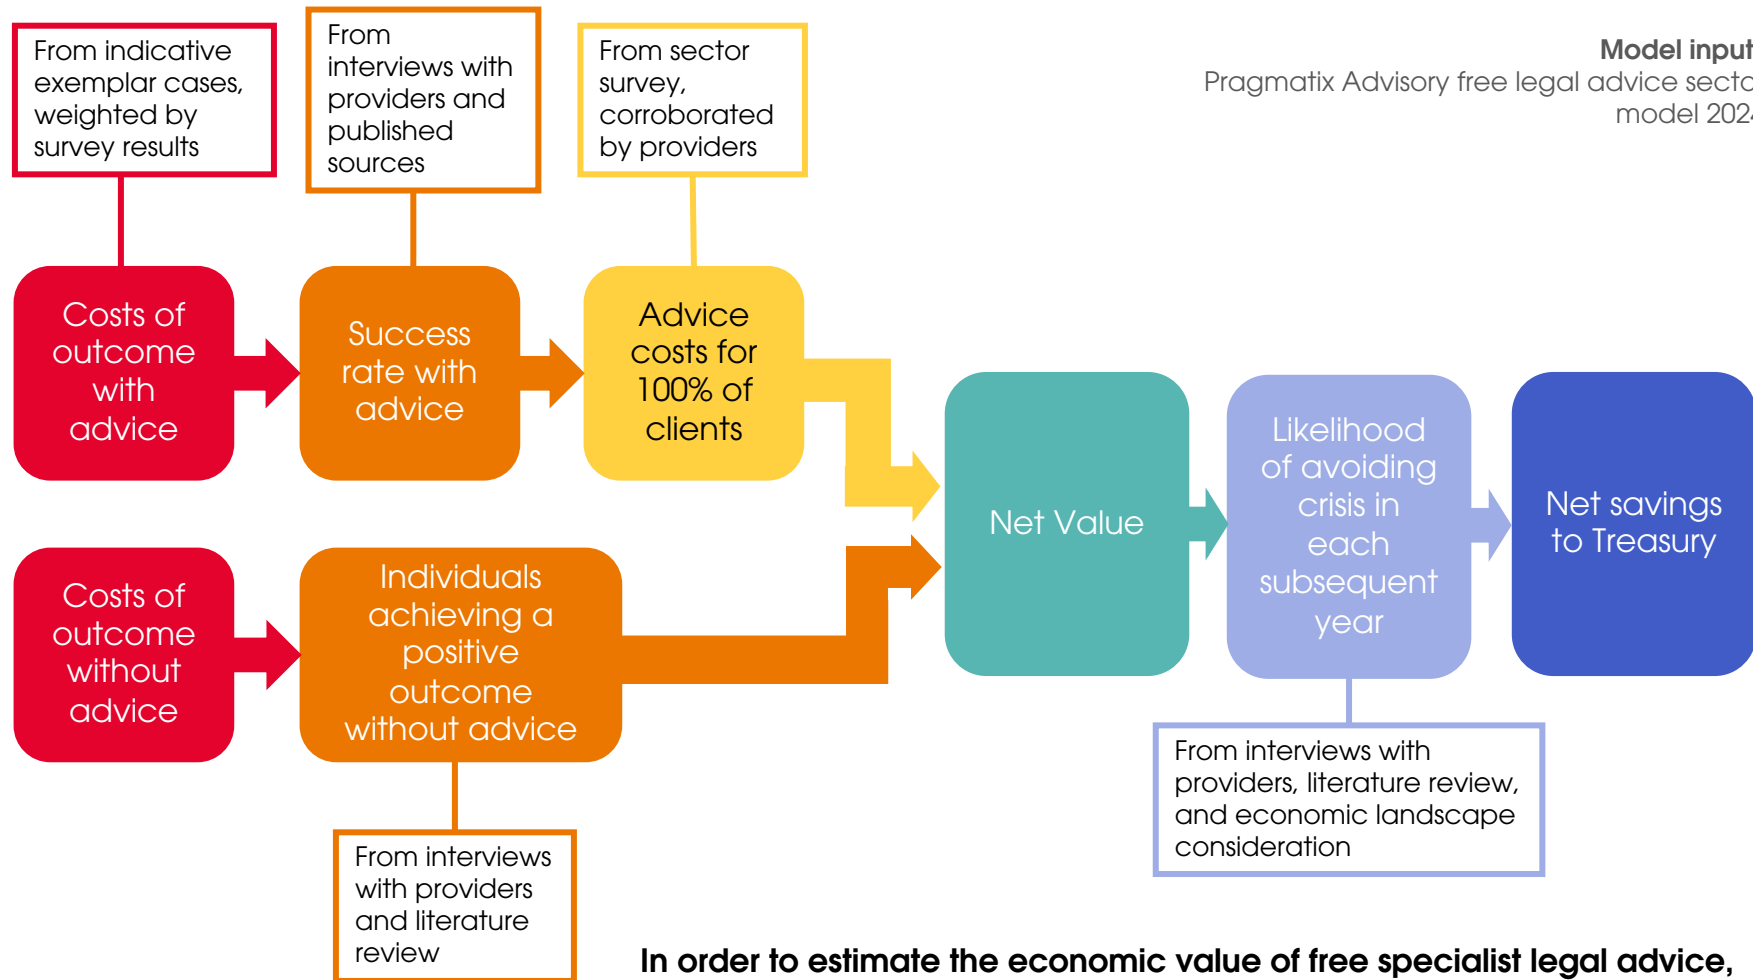 From indicative
exemplar cases,
weighted by
survey results
From
interviews with
providers and
published
sources
From sector
survey,
corroborated
by providers
Model input
Pragmatix Advisory free legal advice secto
model 2024
Costs of
outcome
with
advice
Success
rate with
advice
Advice
costs for
100% of
clients
Net Value
Likelihood
of avoiding
crisis in
each
subsequent
year
Net savings
to Treasury
Costs of
outcome
without
advice
Individuals
achieving a
positive
outcome
without advice
From interviews with
providers, literature review,
and economic landscape
consideration
From interviews
with providers
and literature
review
In order to estimate the economic value of free specialist legal advice,